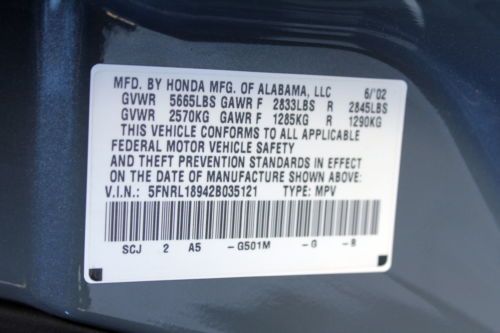 MFD. BY HONDA MFG. OF ALABAMA, LLC 6/'02
GVWR 5665LBS GAWR F 2833LBS R 2845LBS
GVWR 2570KG GAWR F 1285KG R 1290KG
THIS VEHICLE CONFORMS TO ALL APPLICABLE
FEDERAL MOTOR VEHICLE SAFETY
AND THEFT PREVENTION STANDARDS IN EFFECT
ON THE DATE OF MANUFACTURE SHOWN ABOVE.
V.I.N.: 5FNRL18942B035121 TYPE: MPV
SCJ 2 A5 -G501M -G -B